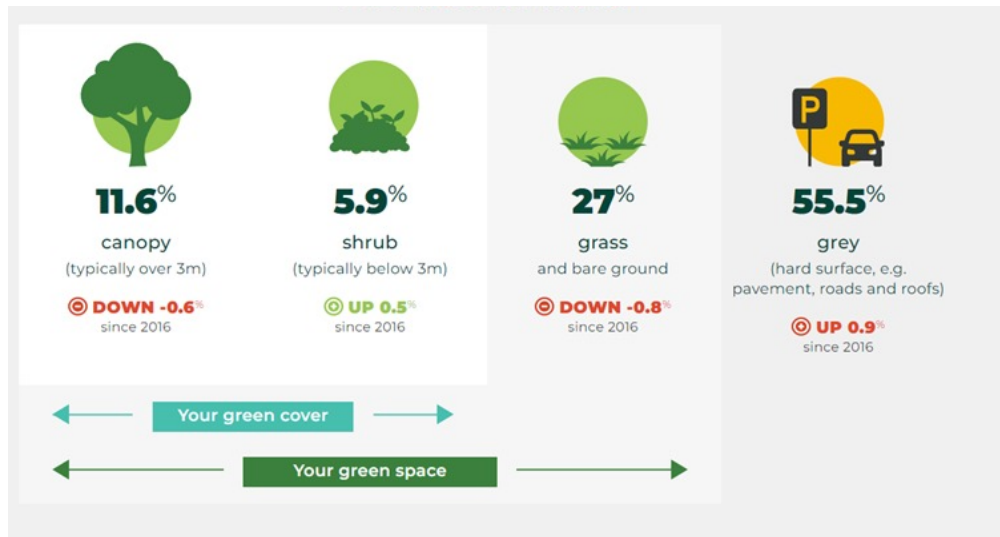 P
11.6%
canopy
(typically over 3m)
DOWN -0.6%
since 2016
5.9%
shrub
(typically below 3m)
UP 0.5%
since 2016
27%
grass
and bare ground
DOWN -0.8%
since 2016
55.5%
grey
(hard surface, e.g.
pavement, roads and roofs)
UP 0.9%
since 2016
Your green cover
Your green space